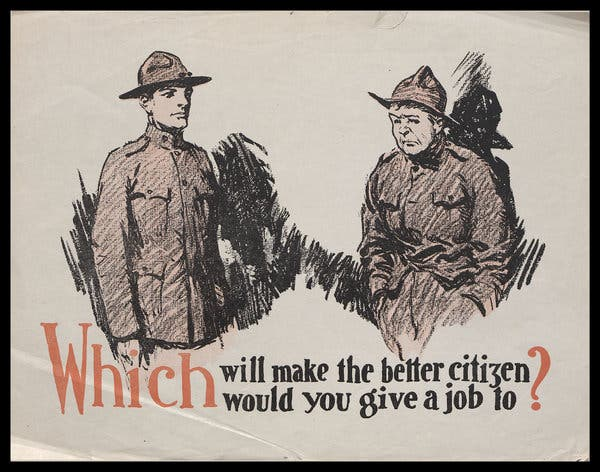 Which will make the better citizen
would you give a job to?